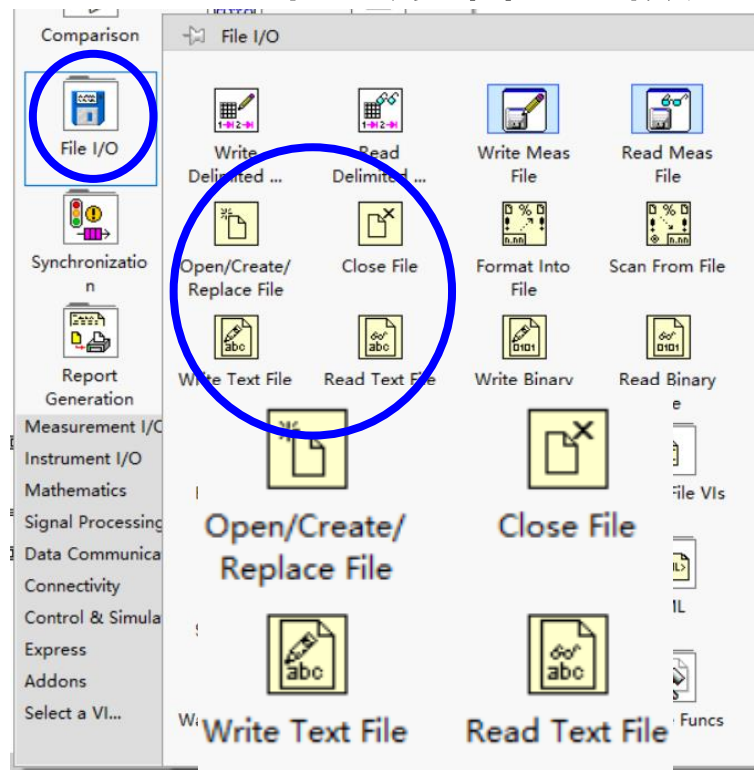 Comparison
File I/O
File I/O
Write
Delimited ...
Read
Delimited ...
Write Meas
File
Read Meas
File
Synchronizatio
n
Open/Create/
Replace File
Close File
Format Into
File
Scan From File
Report
Generation
Write Text File
Read Text File
Write Binary
Read Binary
Measurement I/O
Instrument I/O
Mathematics
Signal Processing
Data Communica
Connectivity
Control & Simula
Express
Addons
Select a VI...
Open/Create/
Replace File
Close File
File VIs
Write Text File
Read Text File
Funcs